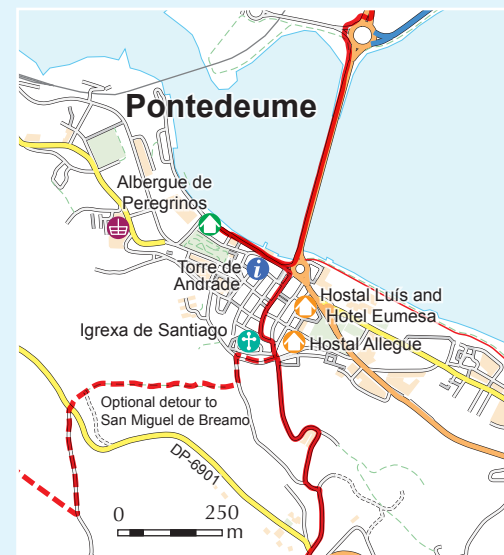 Pontedeume
Albergue de
Peregrinos
Torre de
Andrade
i
Hostal Luís and
Hotel Eumesa
Igrexa de Santiago
Hostal Allegue
Optional detour to
San Miguel de Breamo
DP-6901
0 250
m